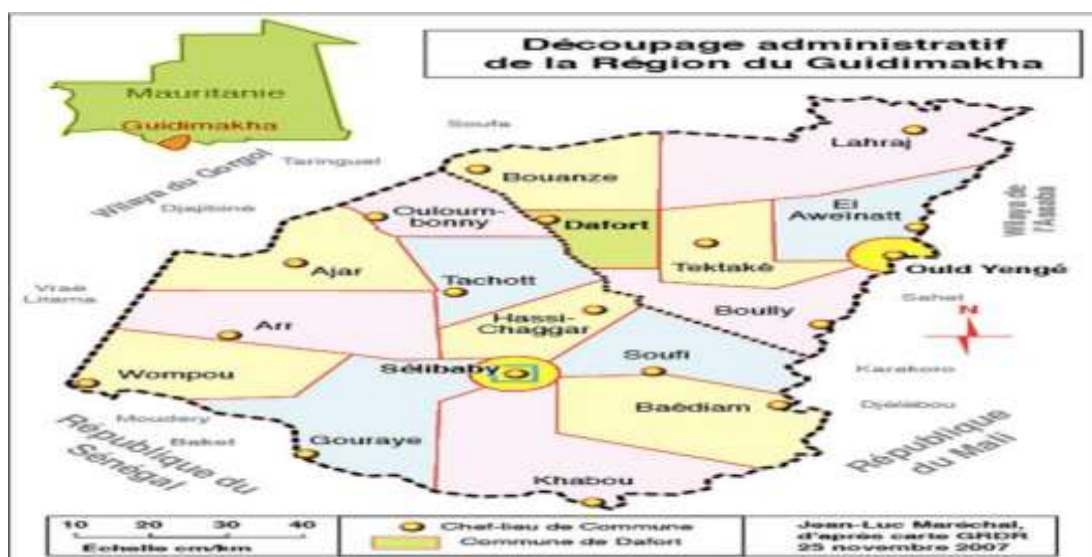 Découpage administratif
de la Région du Guidimakha
Mauritanie
Guidimakha
Soufa
Taringuel
Wilaya du Gorgol
Djajibiné
Lahraj
Bouanze
El
Aweinatt
Wilaya de
l'Assaba
Ouloum-
bonny
Dafort
Tektaké
Ould Yengé
Ajar
Tachott
Vraë
Litama
Sahel
N
Hassi-
Chaggar
Boully
Arr
Soufi
Sélibaby
Karakoro
Wompou
Baédiam
Djélébou
Moudery
Bakel
République du
Sénégal
Gouraye
République
du Mali
Khabou
10 20 30 40
Echelle cm/km
Chef-lieu de Commune
Commune de Dafort
Jean-Luc Maréchal,
d'après carte GRDR
25 novembre 2007